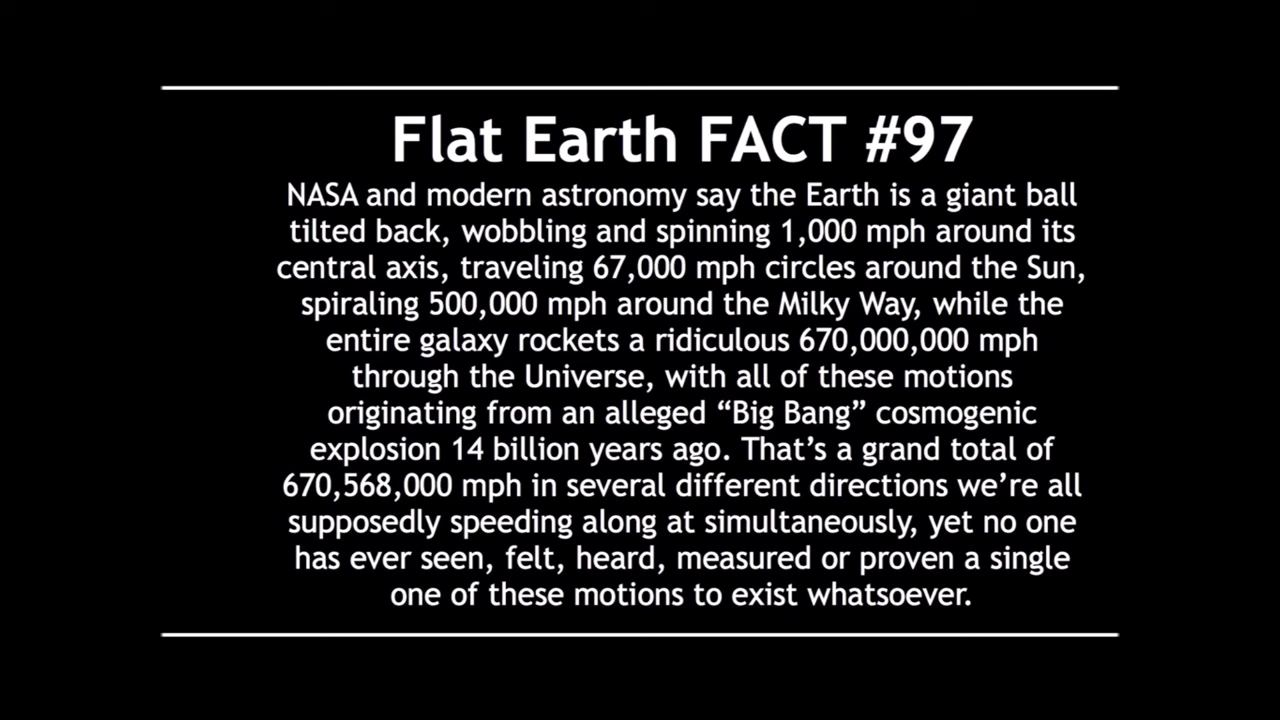 Flat Earth FACT #97
NASA and modern astronomy say the Earth is a giant ball
tilted back, wobbling and spinning 1,000 mph around its
central axis, traveling 67,000 mph circles around the Sun,
spiraling 500,000 mph around the Milky Way, while the
entire galaxy rockets a ridiculous 670,000,000 mph
through the Universe, with all of these motions
originating from an alleged “Big Bang” cosmogenic
explosion 14 billion years ago. That’s a grand total of
670,568,000 mph in several different directions we’re all
supposedly speeding along at simultaneously, yet no one
has ever seen, felt, heard, measured or proven a single
one of these motions to exist whatsoever.